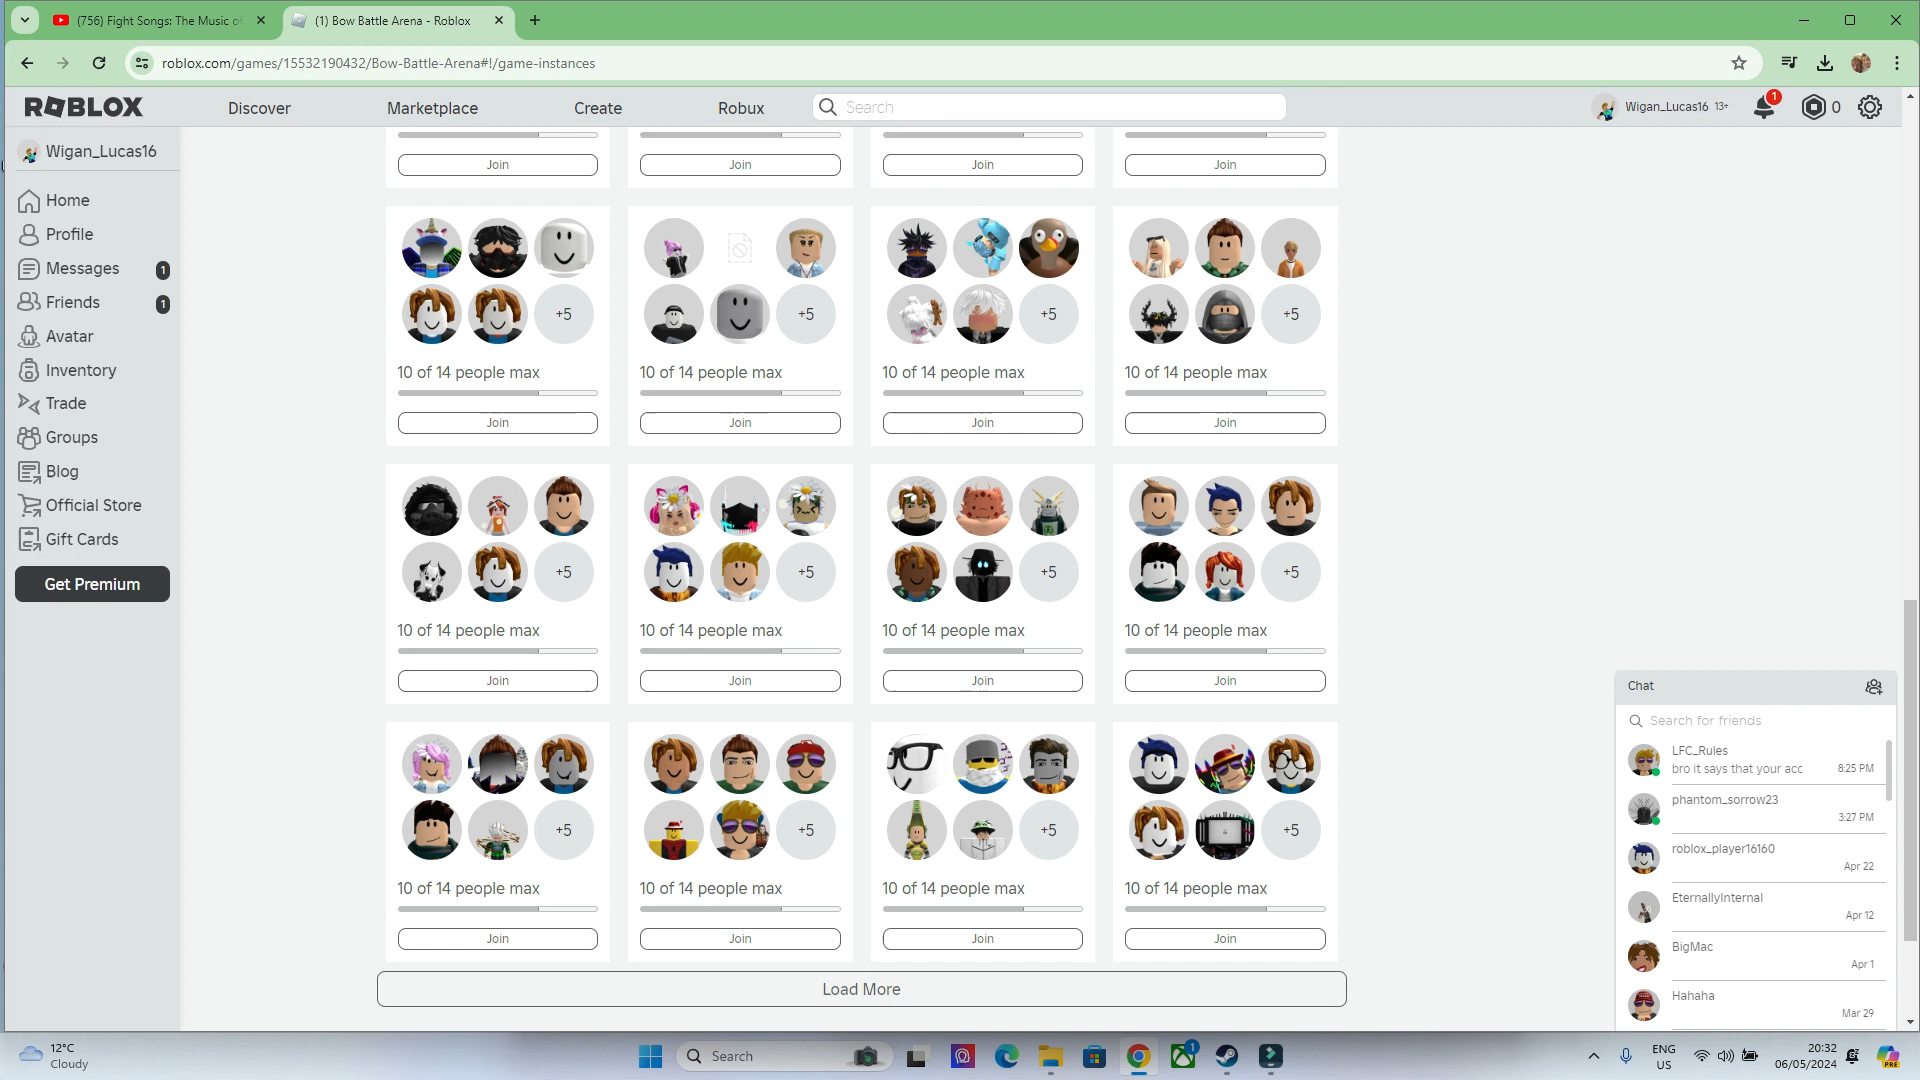 (756) Fight Songs: The Music of
(1) Bow Battle Arena - Roblox
roblox.com/games/15532190432/Bow-Battle-Arena#!/game-instances
ROBLOX
Discover
Marketplace
Create
Robux
Search
Wigan_Lucas16 13+
1
0
Wigan_Lucas16
Home
Profile
Messages 1
Friends 1
Avatar
Inventory
Trade
Groups
Blog
Official Store
Gift Cards
Get Premium
Join Join Join Join
+5 +5 +5 +5
10 of 14 people max 10 of 14 people max 10 of 14 people max 10 of 14 people max
Join Join Join Join
+5 +5 +5 +5
10 of 14 people max 10 of 14 people max 10 of 14 people max 10 of 14 people max
Join Join Join Join
+5 +5 +5 +5
10 of 14 people max 10 of 14 people max 10 of 14 people max 10 of 14 people max
Join Join Join Join
Load More
Chat
Search for friends
LFC_Rules
bro it says that your acc 8:25 PM
phantom_sorrow23
3:27 PM
roblox_player16160
Apr 22
EternallyInternal
Apr 12
BigMac
Apr 1
Hahaha
Mar 29
12°C
Cloudy
Search
1
ENG
US
20:32
06/05/2024
PRE